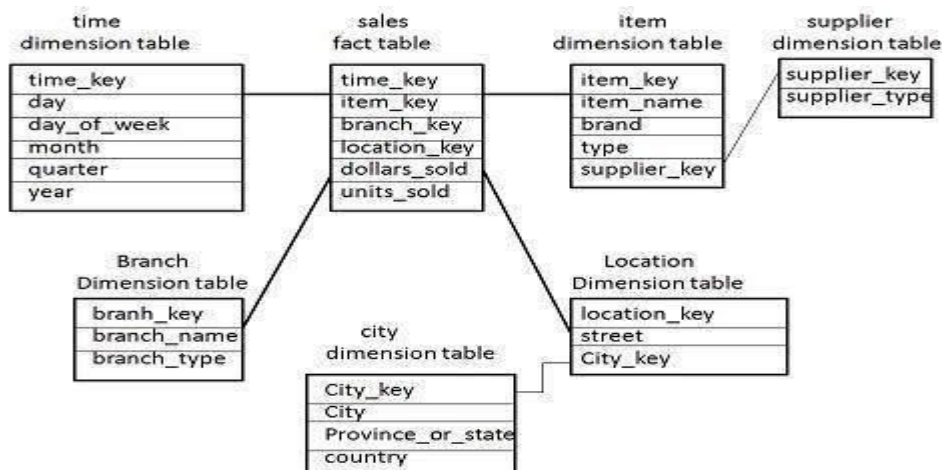 time
dimension table
time_key
day
day_of_week
month
quarter
year
sales
fact table
time_key
item_key
branch_key
location_key
dollars_sold
units_sold
item
dimension table
item_key
item_name
brand
type
supplier_key
supplier
dimension table
supplier_key
supplier_type
Branch
Dimension table
branh_key
branch_name
branch_type
city
dimension table
City_key
City
Province_or_state
country
Location
Dimension table
location_key
street
City_key